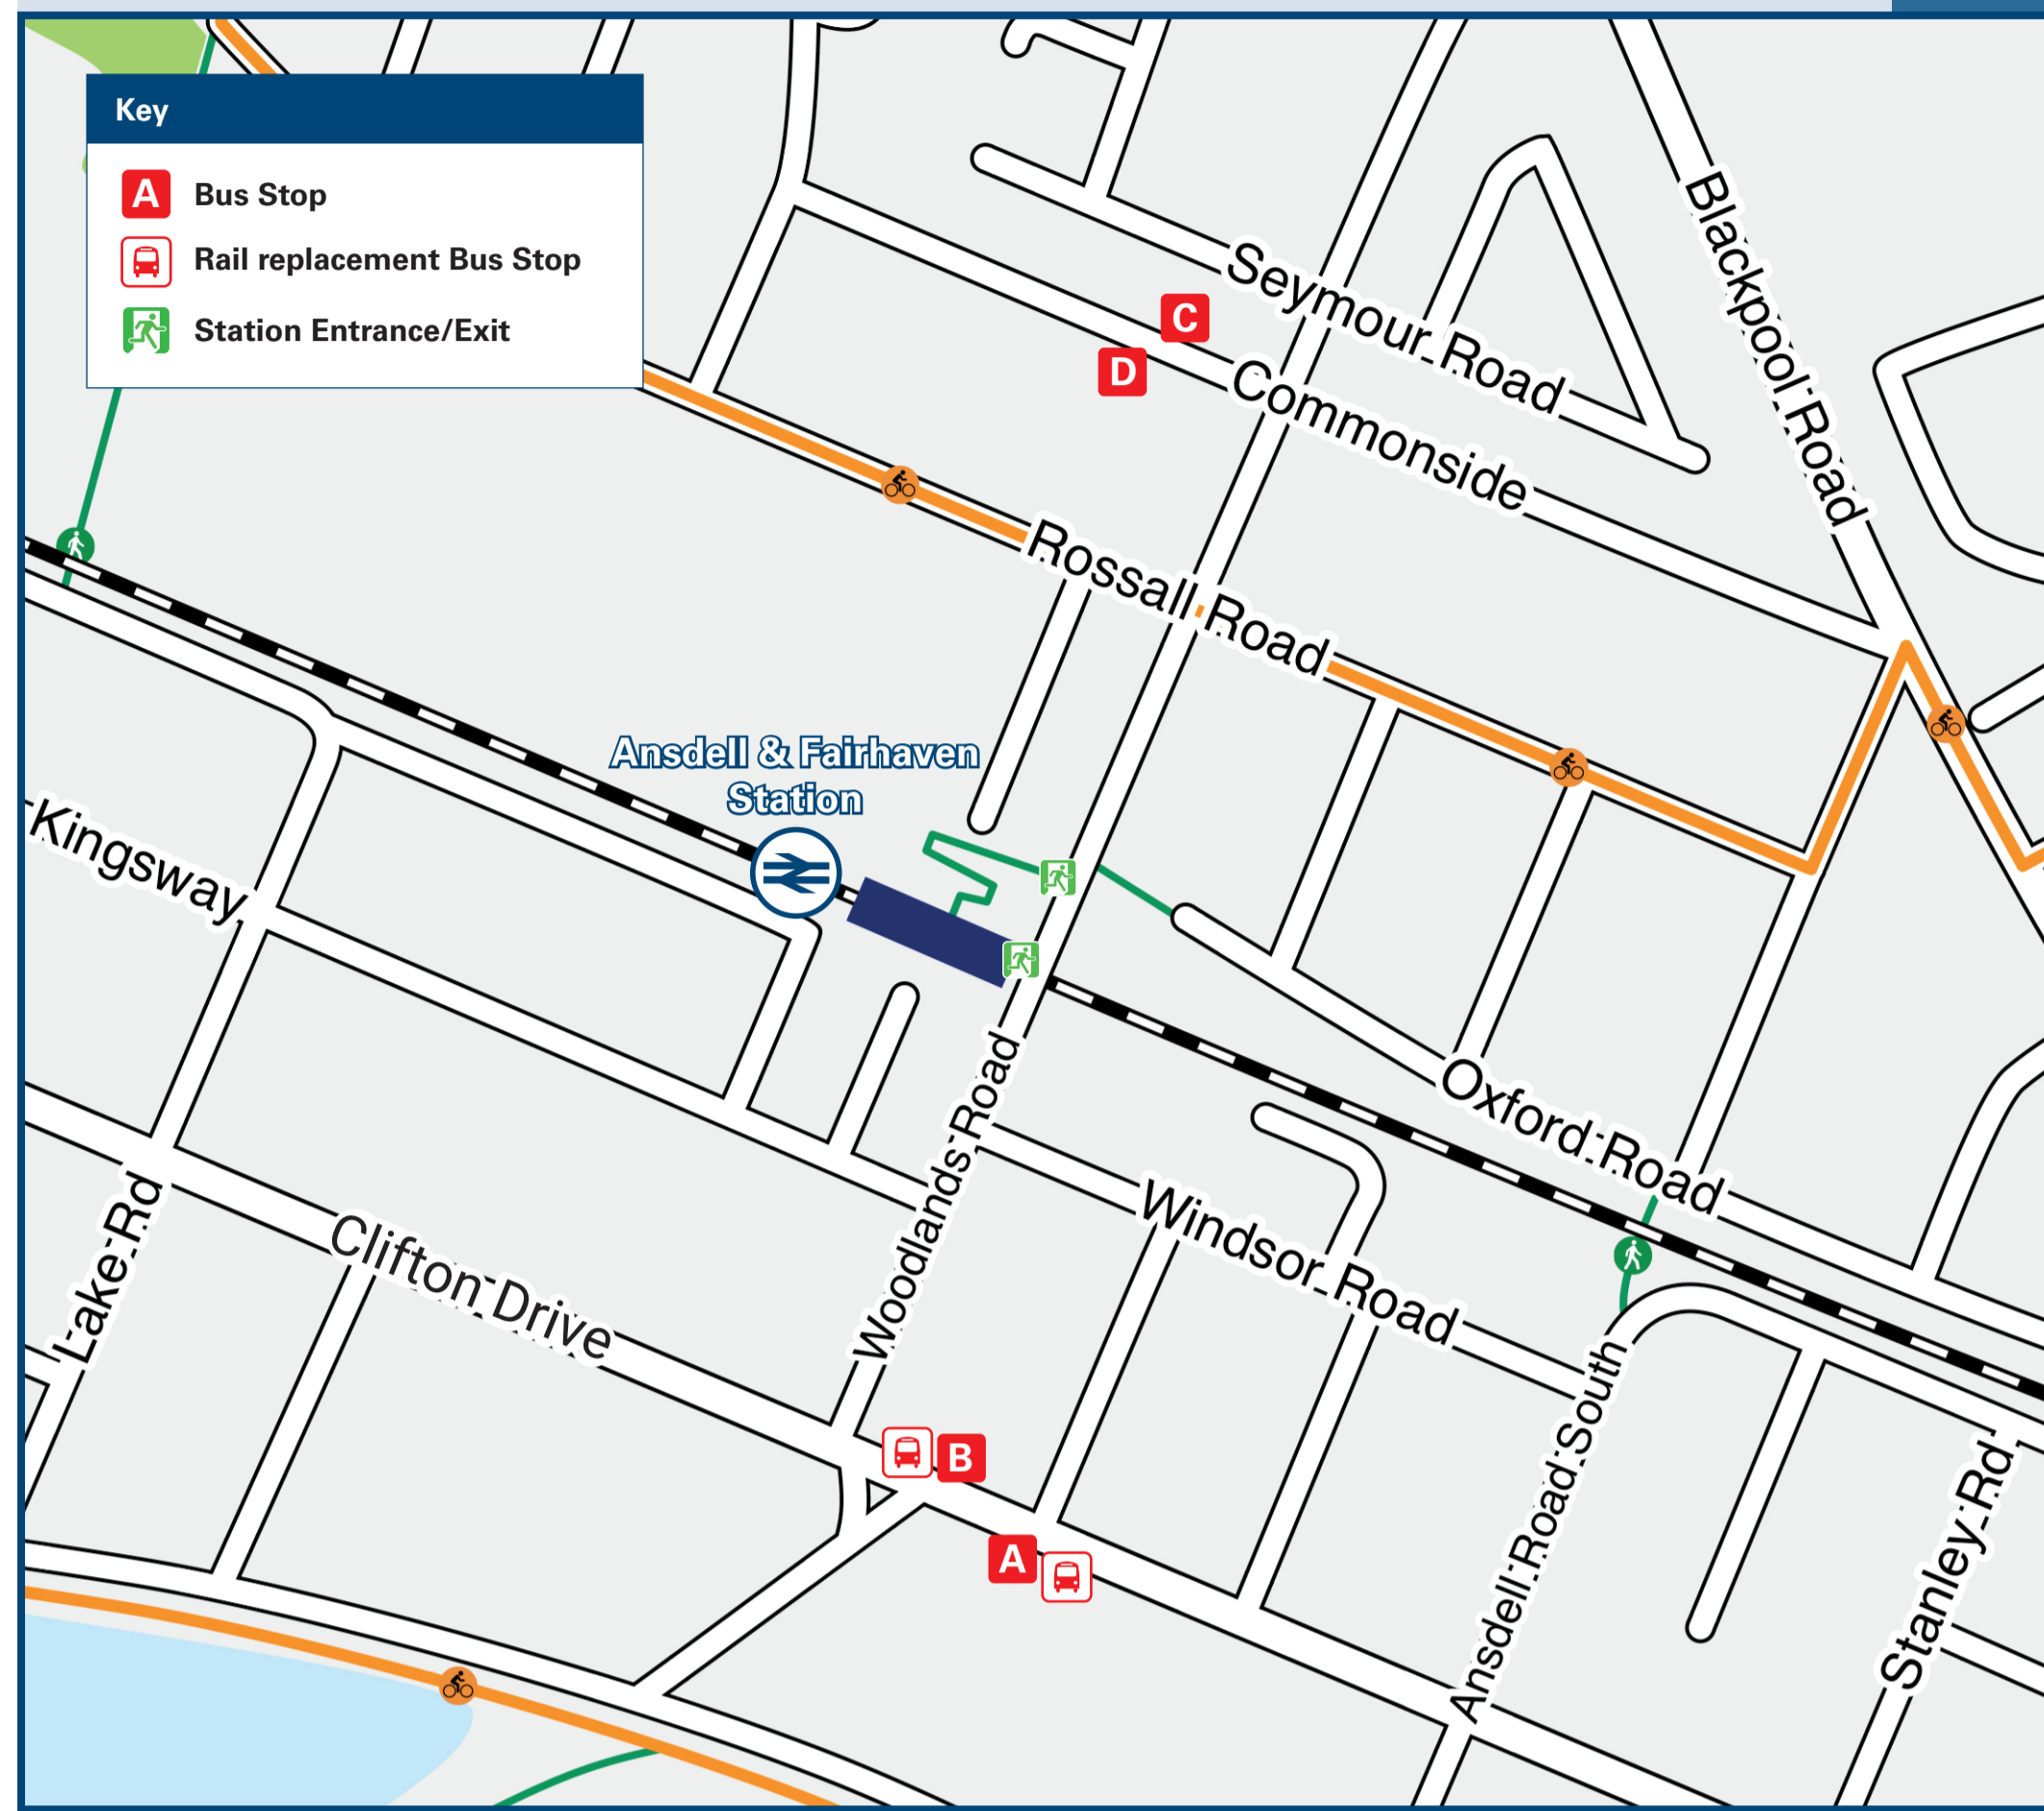 Key
A Bus Stop
Rail replacement Bus Stop
Station Entrance/Exit
Blackpool Road
Seymour Road
C
D
Commonside
Rossall Road
Ansdell & Fairhaven
Station
Kingsway
Oxford Road
Woodlands Road
Windsor Road
Lake Rd
Clifton Drive
B
A
Ansdell Road South
Stanley Rd